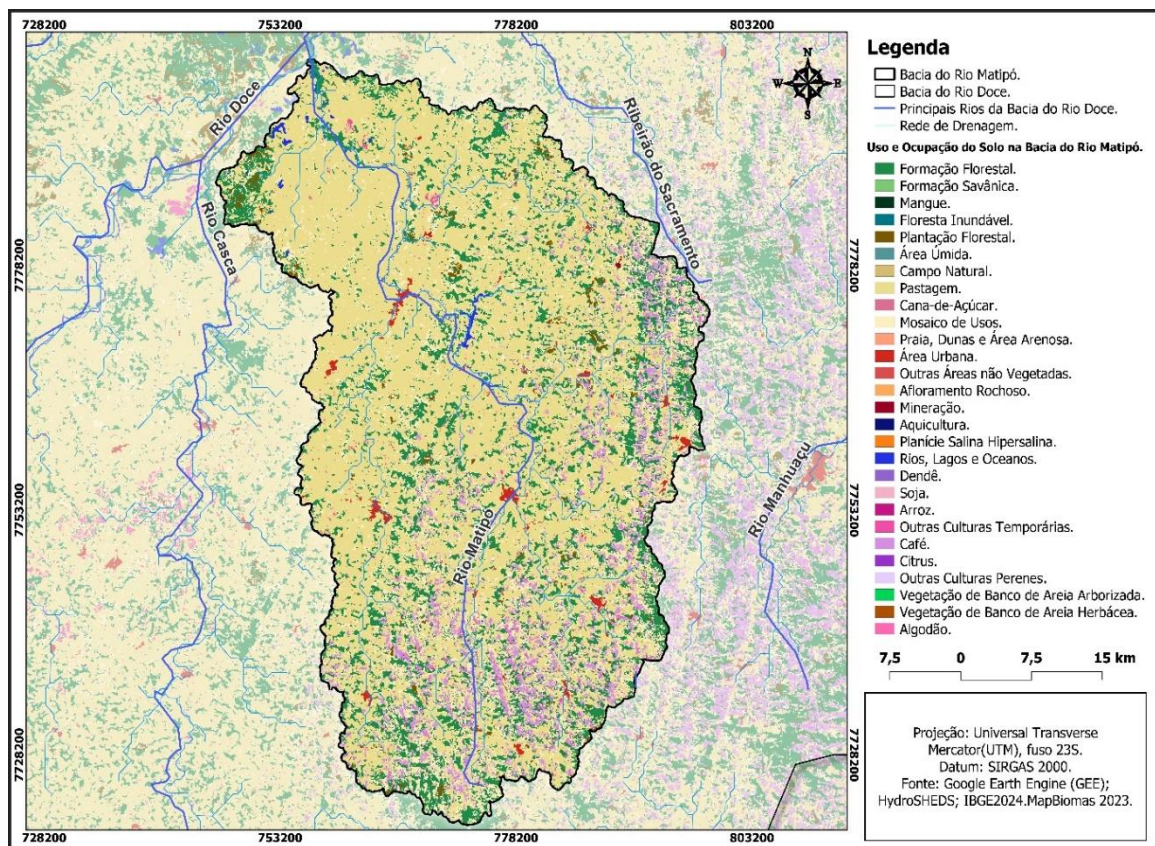 728200
753200
778200
803200
N
W
E
S
Rio Doce
Ribeirão do Sacramento
Rio Casca
7778200
7778200
7753200
7753200
Rio Matipó
Rio Manhuaçu
7728200
7728200
728200
753200
778200
803200
Legenda
Bacia do Rio Matipó.
Bacia do Rio Doce.
Principais Rios da Bacia do Rio Doce.
Rede de Drenagem.
Uso e Ocupação do Solo na Bacia do Rio Matipó.
Formação Florestal.
Formação Savânica.
Mangue.
Floresta Inundável.
Plantação Florestal.
Área Úmida.
Campo Natural.
Pastagem.
Cana-de-Açúcar.
Mosaico de Usos.
Praia, Dunas e Área Arenosa.
Área Urbana.
Outras Áreas não Vegetadas.
Afloramento Rochoso.
Mineração.
Aquicultura.
Planície Salina Hipersalina.
Rios, Lagos e Oceanos.
Dendê.
Soja.
Arroz.
Outras Culturas Temporárias.
Café.
Citrus.
Outras Culturas Perenes.
Vegetação de Banco de Areia Arborizada.
Vegetação de Banco de Areia Herbácea.
Algodão.
7,5 0 7,5 15 km
Projeção: Universal Transverse
Mercator(UTM), fuso 23S.
Datum: SIRGAS 2000.
Fonte: Google Earth Engine (GEE);
HydroSHEDS; IBGE2024.MapBiomas 2023.